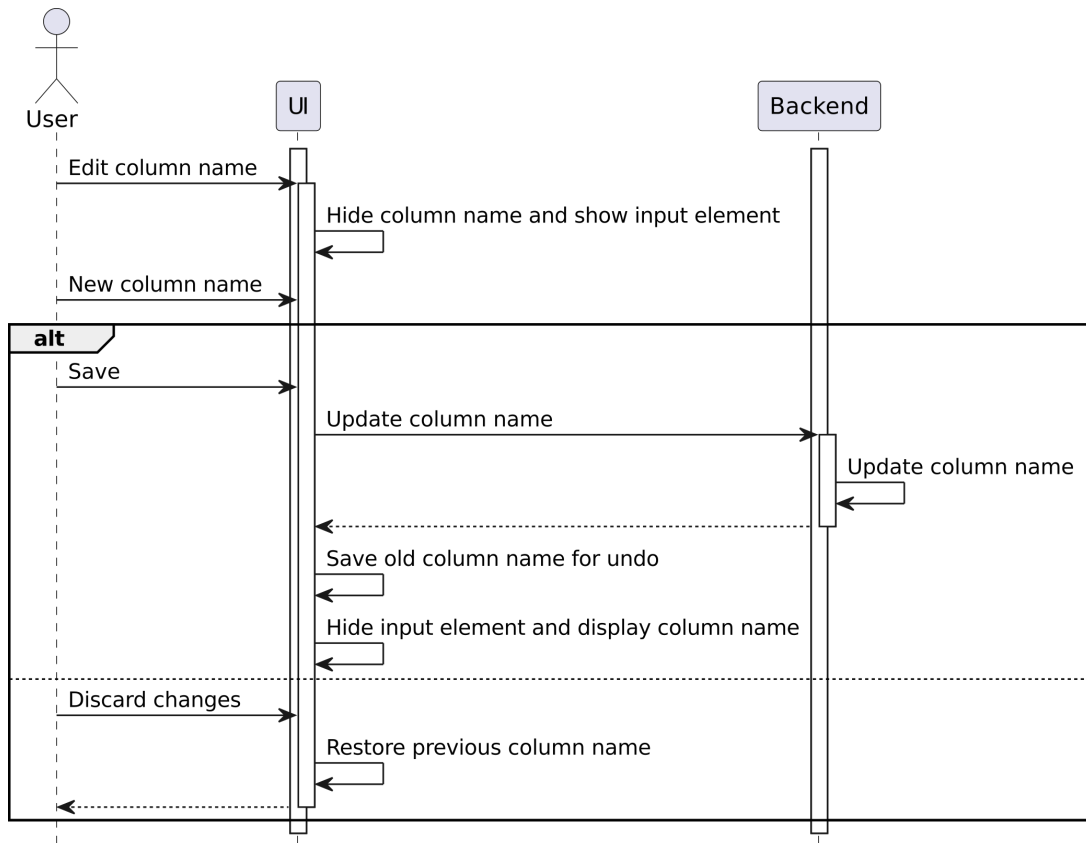 User
UI
Backend
Edit column name
Hide column name and show input element
New column name
alt
Save
Update column name
Update column name
Save old column name for undo
Hide input element and display column name
Discard changes
Restore previous column name